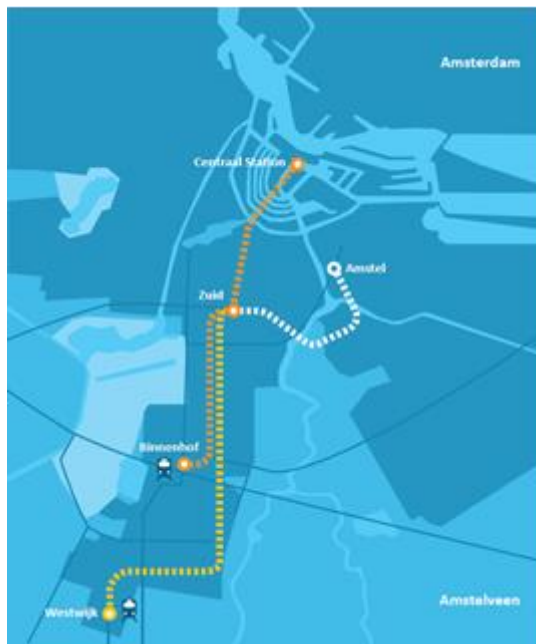 Amsterdam
Centraal Station
Amstel
Zuid
Binnenhof
Amstelveen
Westwijk